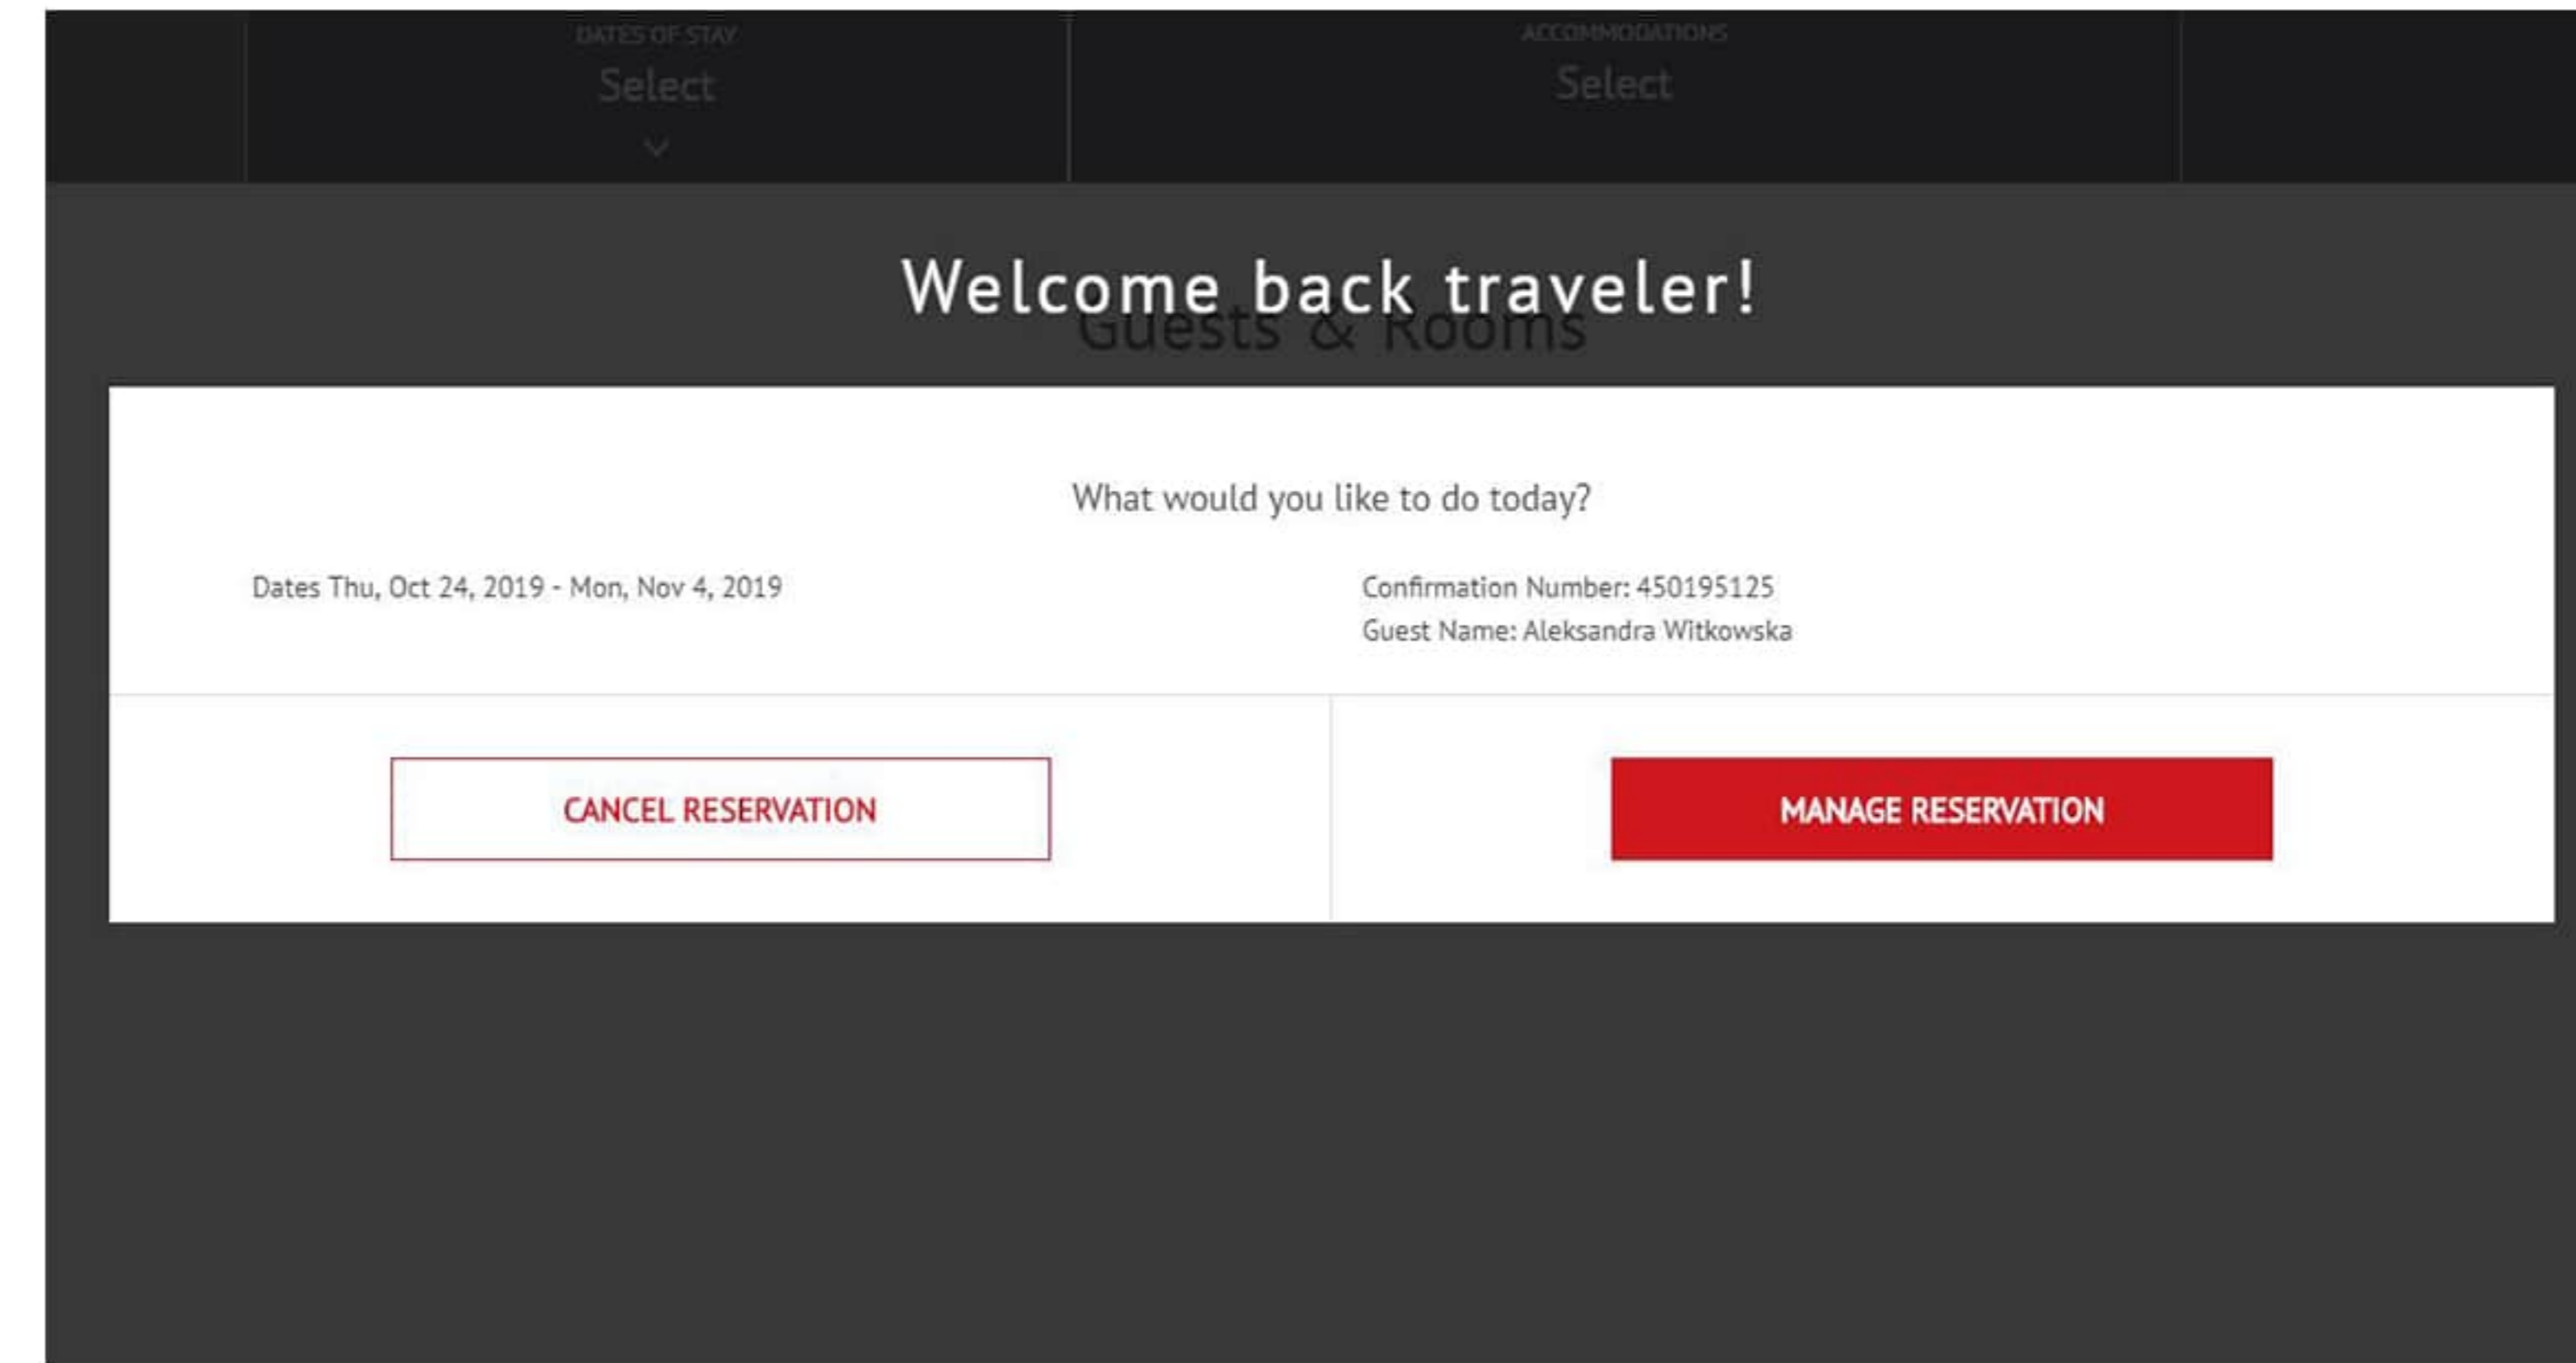 DATES OF STAY
Select
ACCOMMODATIONS
Select
Welcome back traveler!
Guests & Rooms
What would you like to do today?
Dates Thu, Oct 24, 2019 - Mon, Nov 4, 2019
Confirmation Number: 450195125
Guest Name: Aleksandra Witkowska
CANCEL RESERVATION
MANAGE RESERVATION